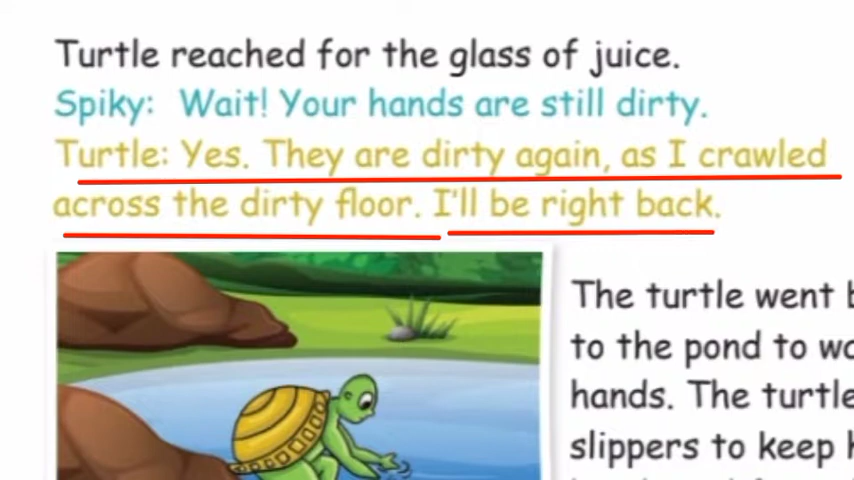 Turtle reached for the glass of juice.
Spiky: Wait! Your hands are still dirty.
Turtle: Yes. They are dirty again, as I crawled
across the dirty floor. I'll be right back.
The turtle went
to the pond to
hands. The turtle
slippers to keep